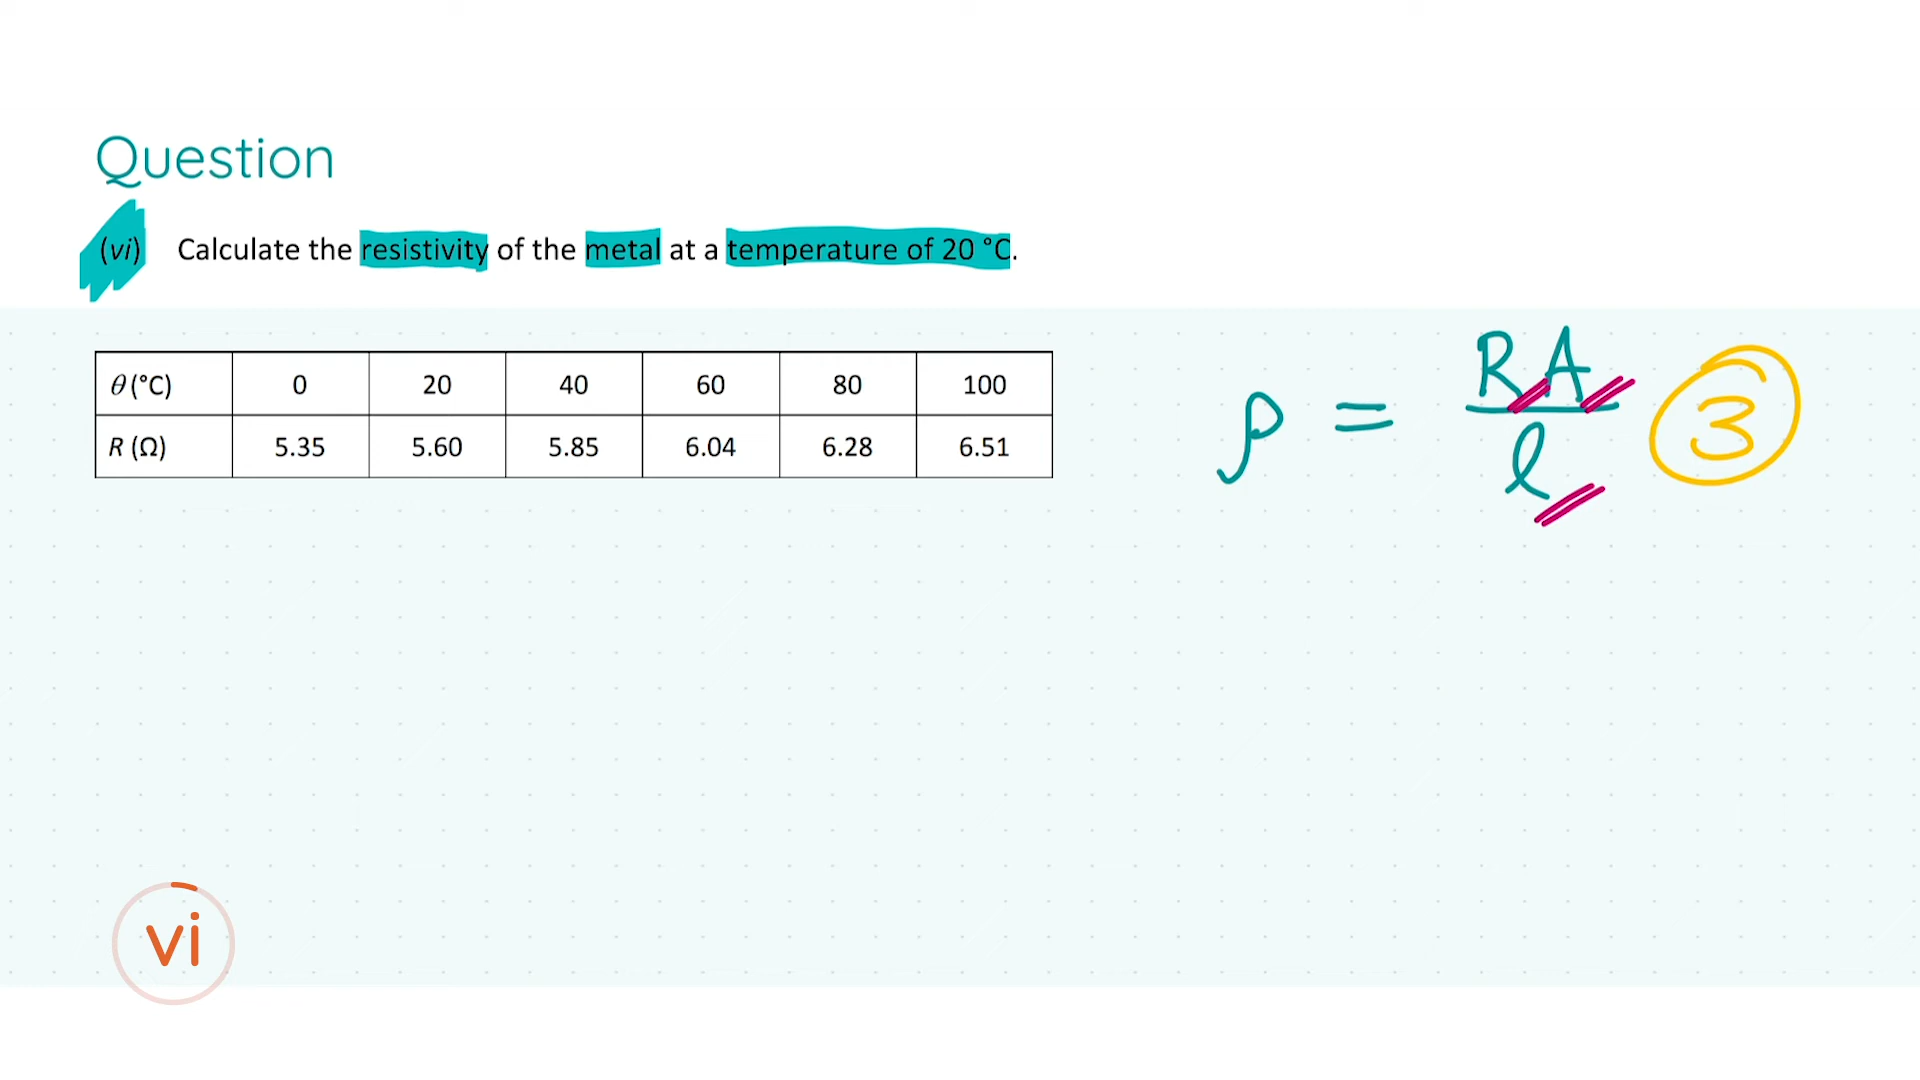 Question
(vi) Calculate the resistivity of the metal at a temperature of 20 °C.
θ (°C) 0 20 40 60 80 100
R (Ω) 5.35 5.60 5.85 6.04 6.28 6.51
ρ = RA / ℓ 3
vi